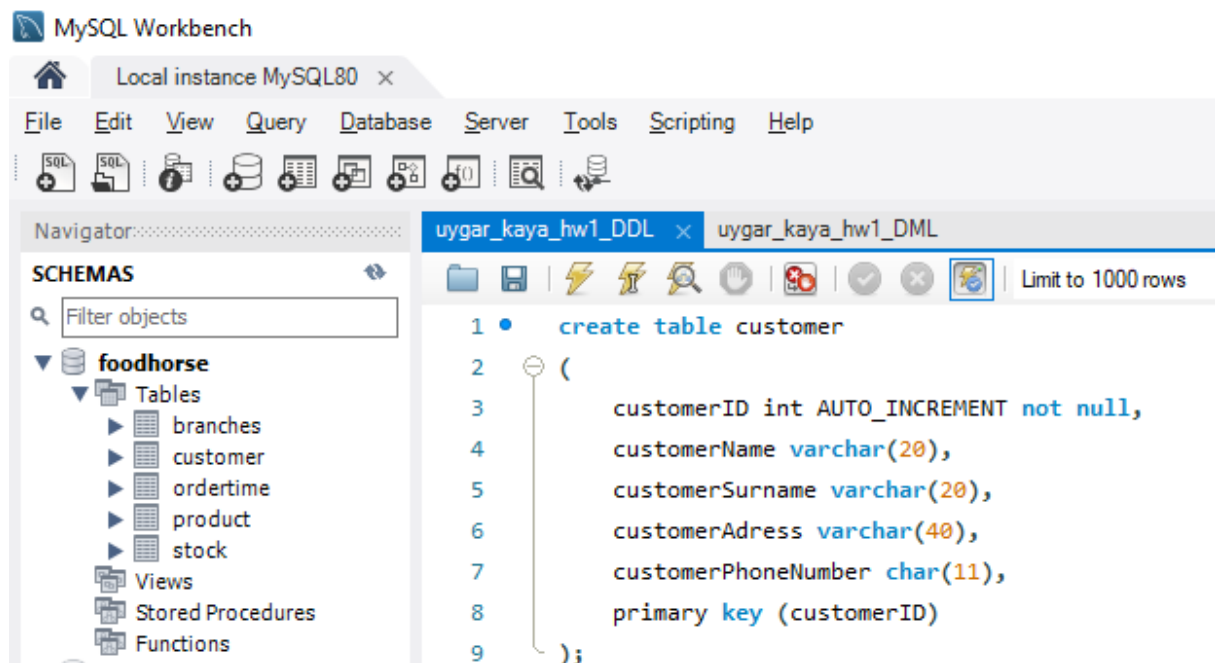 MySQL Workbench
Local instance MySQL80 ×
File Edit View Query Database Server Tools Scripting Help
SQL SQL f()
Navigator
SCHEMAS
Filter objects
foodhorse
Tables
branches
customer
ordertime
product
stock
Views
Stored Procedures
Functions
uygar_kaya_hw1_DDL × uygar_kaya_hw1_DML
Limit to 1000 rows
1 create table customer
2 (
3 customerID int AUTO_INCREMENT not null,
4 customerName varchar(20),
5 customerSurname varchar(20),
6 customerAdress varchar(40),
7 customerPhoneNumber char(11),
8 primary key (customerID)
9 );